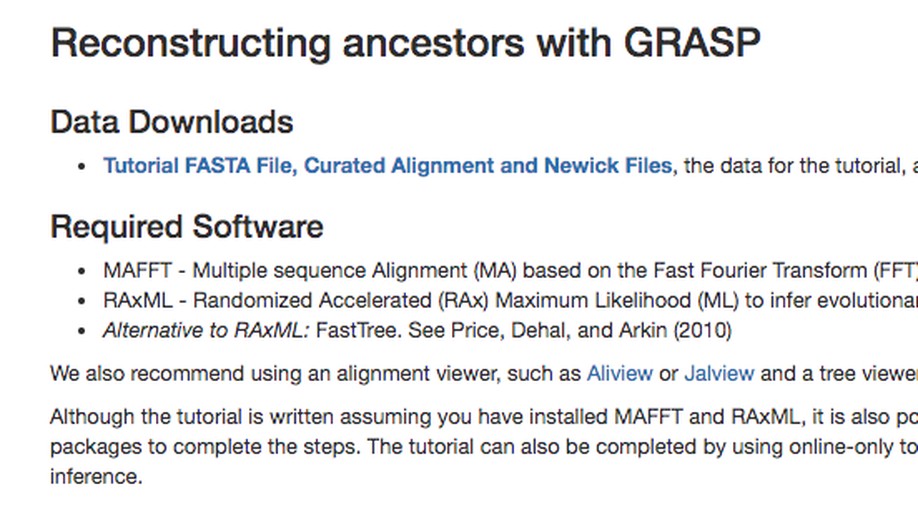 Reconstructing ancestors with GRASP
Data Downloads
• Tutorial FASTA File, Curated Alignment and Newick Files, the data for the tutorial, a
Required Software
• MAFFT - Multiple sequence Alignment (MA) based on the Fast Fourier Transform (FFT)
• RAxML - Randomized Accelerated (RAx) Maximum Likelihood (ML) to infer evolutionar
• Alternative to RAxML: FastTree. See Price, Dehal, and Arkin (2010)
We also recommend using an alignment viewer, such as Aliview or Jalview and a tree viewer
Although the tutorial is written assuming you have installed MAFFT and RAxML, it is also po
packages to complete the steps. The tutorial can also be completed by using online-only to
inference.